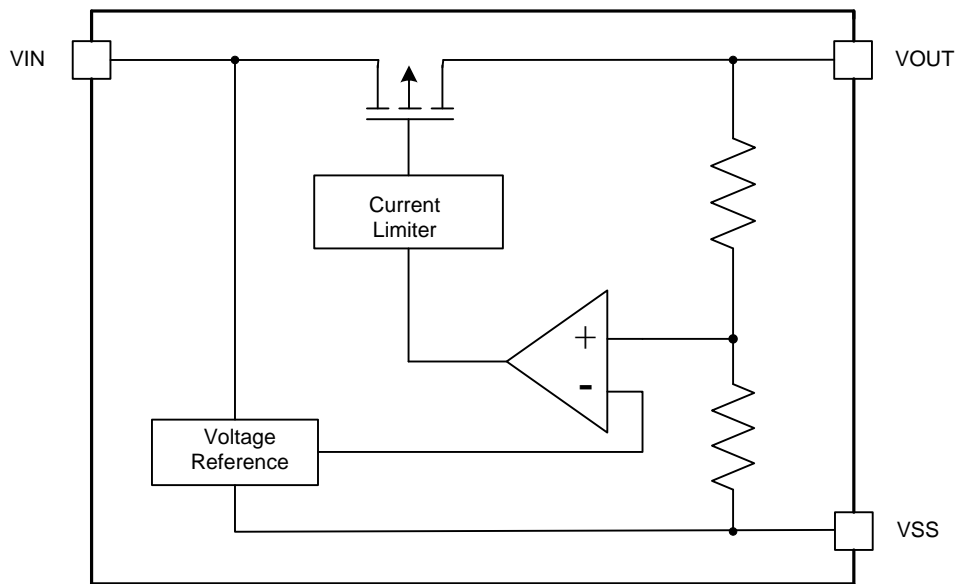 VIN
VOUT
Current
Limiter
+
-
Voltage
Reference
VSS